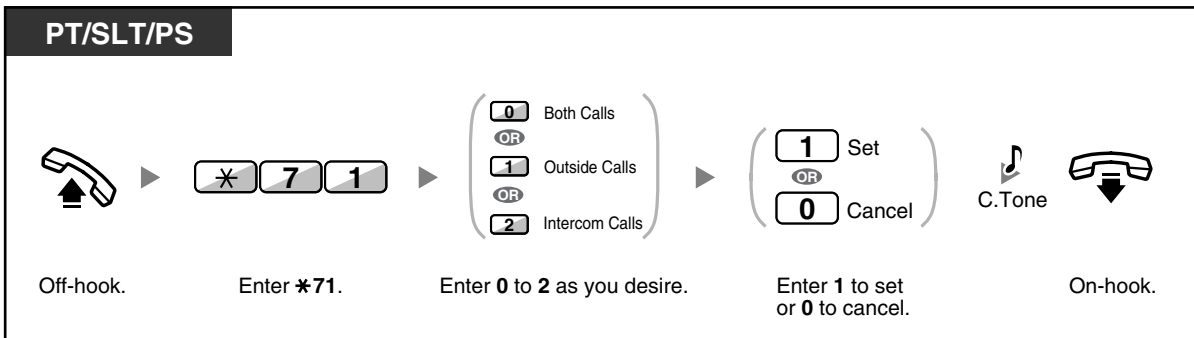 PT/SLT/PS
0 Both Calls
OR
1 Outside Calls
OR
2 Intercom Calls
* 7 1
1 Set
OR
0 Cancel
C.Tone
Off-hook.
Enter *71.
Enter 0 to 2 as you desire.
Enter 1 to set
or 0 to cancel.
On-hook.